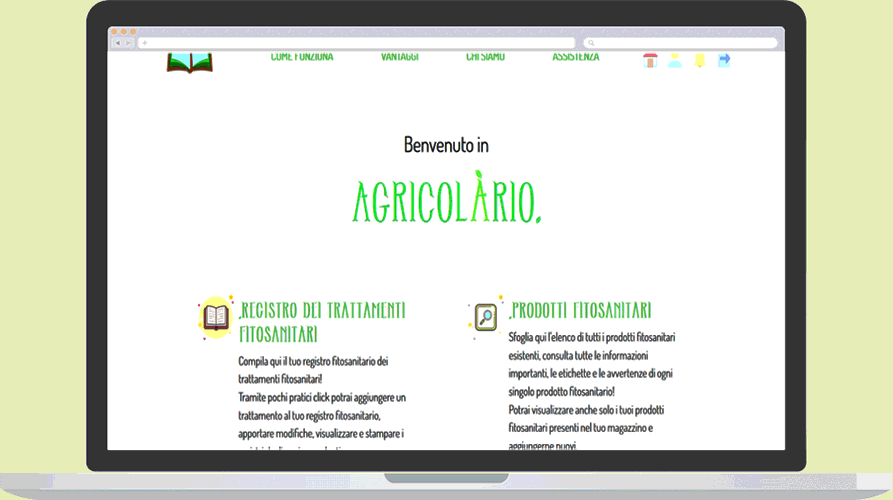 COME FUNZIONA VANTAGGI CHI SIAMO ASSISTENZA
Benvenuto in
AGRICOLÀRIO.
.REGISTRO DEI TRATTAMENTI
FITOSANITARI
Compila qui il tuo registro fitosanitario dei
trattamenti fitosanitari!
Tramite pochi pratici click potrai aggiungere un
trattamento al tuo registro fitosanitario,
apportare modifiche, visualizzare e stampare i
.PRODOTTI FITOSANITARI
Sfoglia qui l'elenco di tutti i prodotti fitosanitari
esistenti, consulta tutte le informazioni
importanti, le etichette e le avvertenze di ogni
singolo prodotto fitosanitario!
Potrai visualizzare anche solo i tuoi prodotti
fitosanitari presenti nel tuo magazzino e
aggiungerne nuovi.